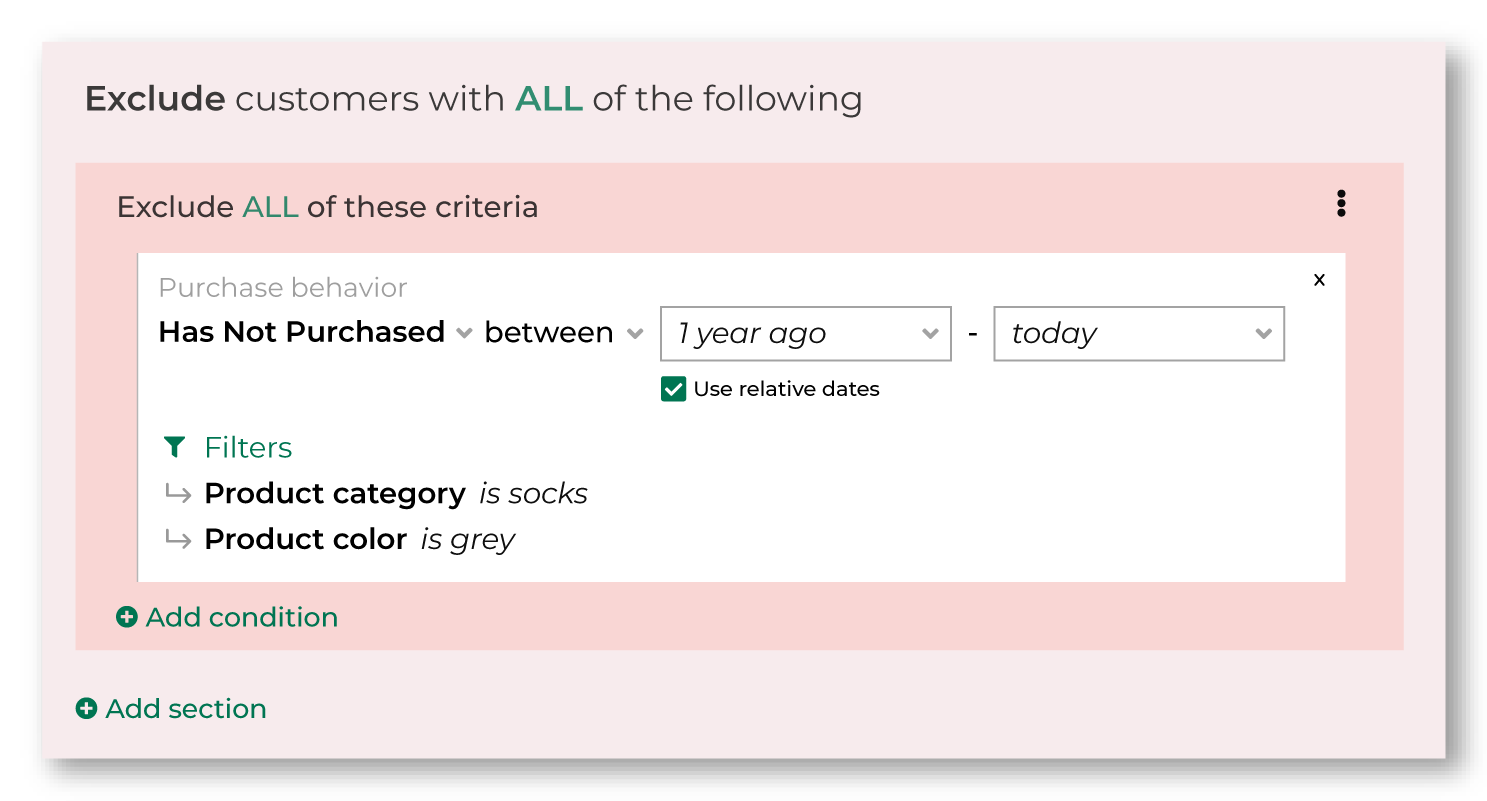 Exclude customers with ALL of the following
Exclude ALL of these criteria
Purchase behavior
x
Has Not Purchased between 1 year ago - today
Use relative dates
Filters
Product category is socks
Product color is grey
Add condition
Add section